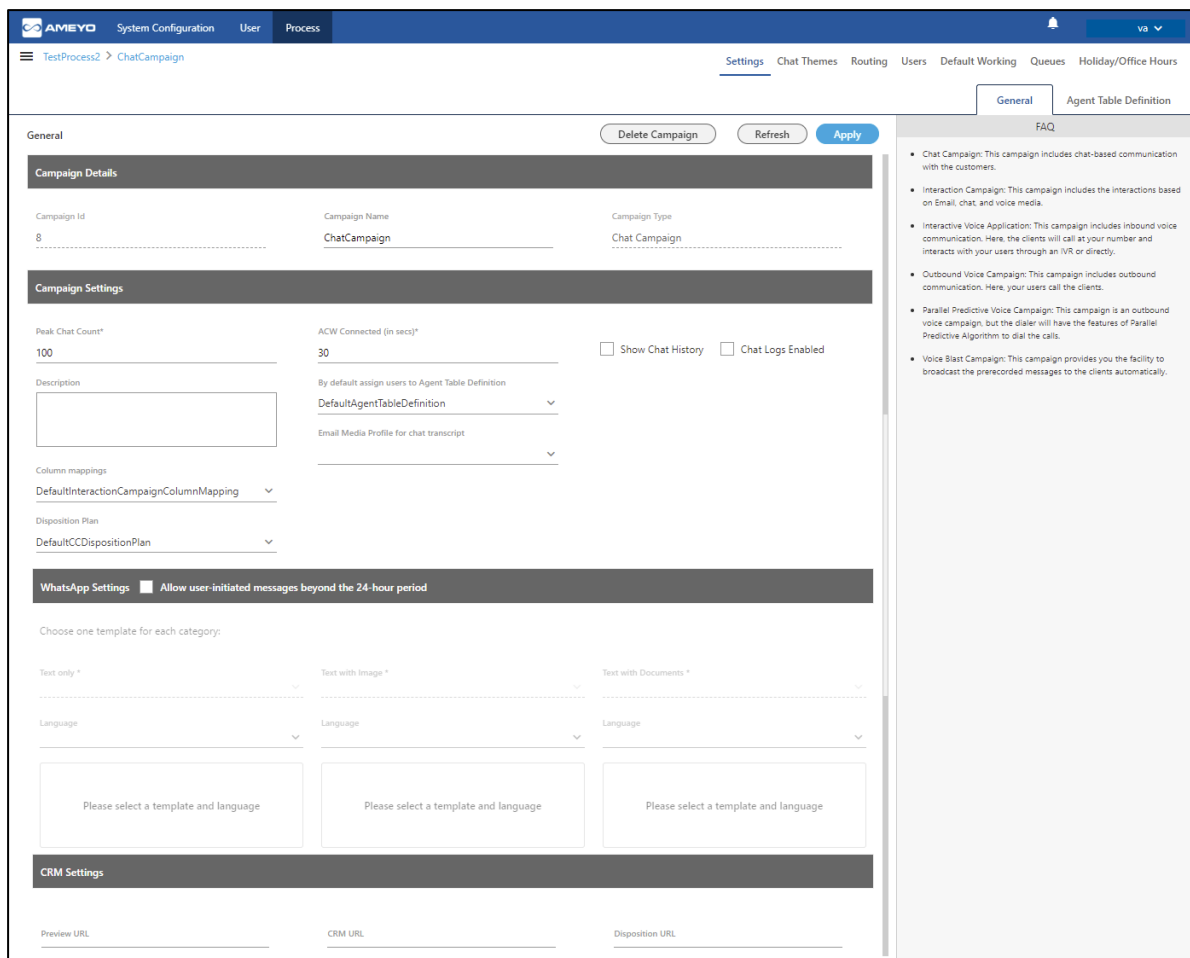 AMEYO System Configuration User Process va
TestProcess2 > ChatCampaign
Settings Chat Themes Routing Users Default Working Queues Holiday/Office Hours
General Agent Table Definition
General Delete Campaign Refresh Apply
Campaign Details
Campaign Id Campaign Name Campaign Type
8 ChatCampaign Chat Campaign
Campaign Settings
Peak Chat Count* ACW Connected (in secs)*
100 30 Show Chat History Chat Logs Enabled
Description By default assign users to Agent Table Definition
DefaultAgentTableDefinition
Email Media Profile for chat transcript
Column mappings
DefaultInteractionCampaignColumnMapping
Disposition Plan
DefaultCCDispositionPlan
WhatsApp Settings Allow user-initiated messages beyond the 24-hour period
Choose one template for each category:
Text only * Text with Image * Text with Documents *
Language Language Language
Please select a template and language Please select a template and language Please select a template and language
CRM Settings
Preview URL CRM URL Disposition URL
FAQ
• Chat Campaign: This campaign includes chat-based communication
with the customers.
• Interaction Campaign: This campaign includes the interactions based
on Email, chat, and voice media.
• Interactive Voice Application: This campaign includes inbound voice
communication. Here, the clients will call at your number and
interacts with your users through an IVR or directly.
• Outbound Voice Campaign: This campaign includes outbound
communication. Here, your users call the clients.
• Parallel Predictive Voice Campaign: This campaign is an outbound
voice campaign, but the dialer will have the features of Parallel
Predictive Algorithm to dial the calls.
• Voice Blast Campaign: This campaign provides you the facility to
broadcast the prerecorded messages to the clients automatically.